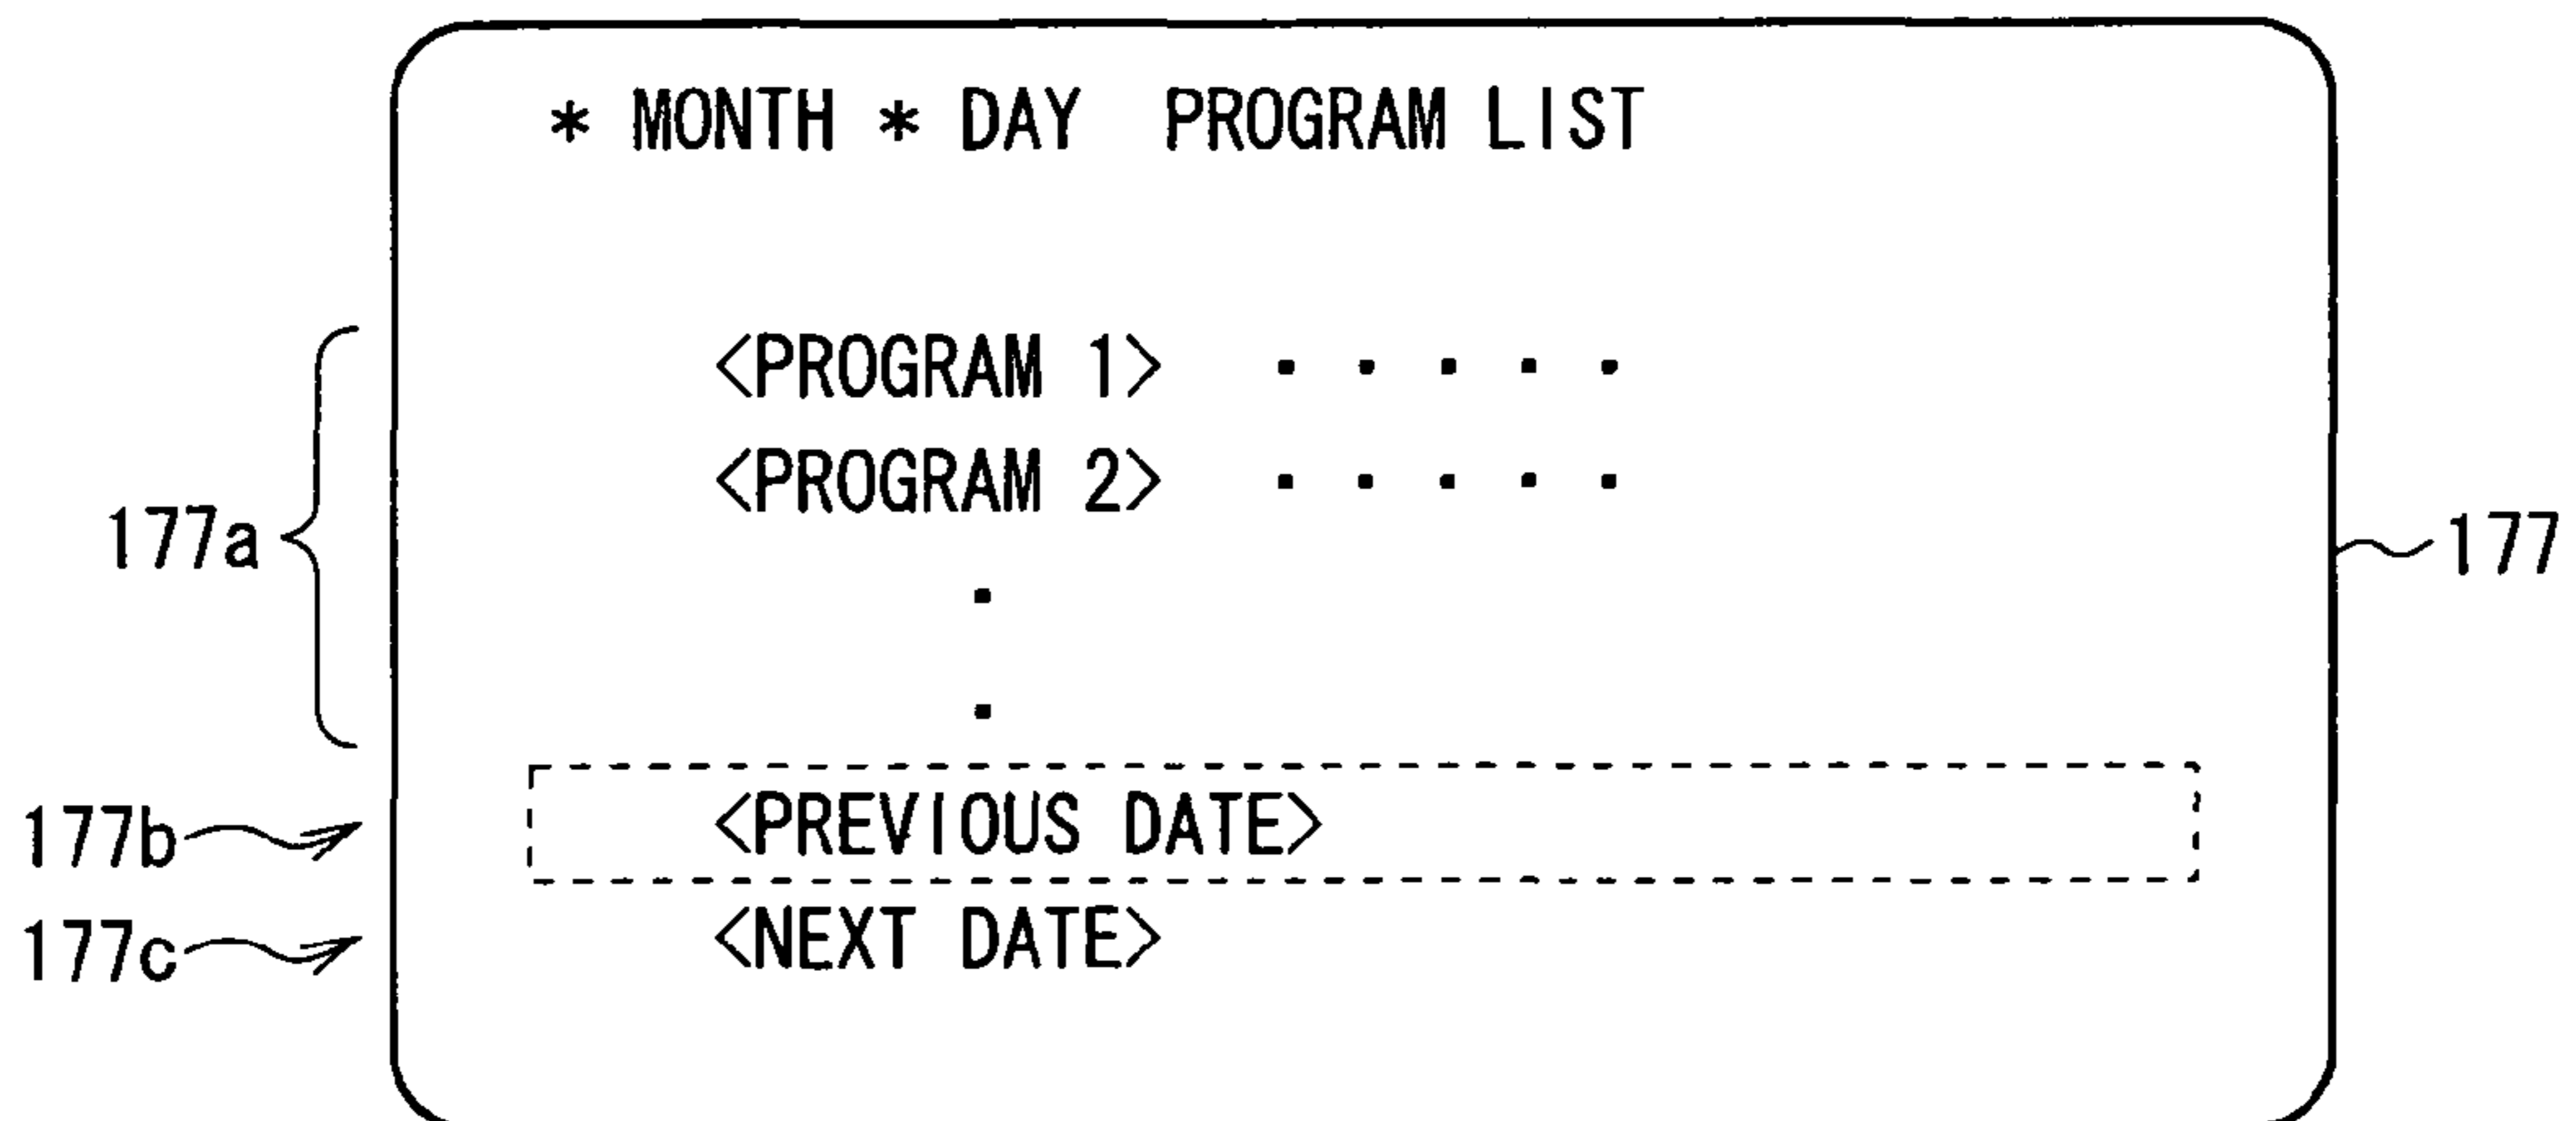 * MONTH * DAY PROGRAM LIST
<PROGRAM 1> · · · · ·
<PROGRAM 2> · · · · ·
·
·
177a
177
<PREVIOUS DATE>
177b
<NEXT DATE>
177c